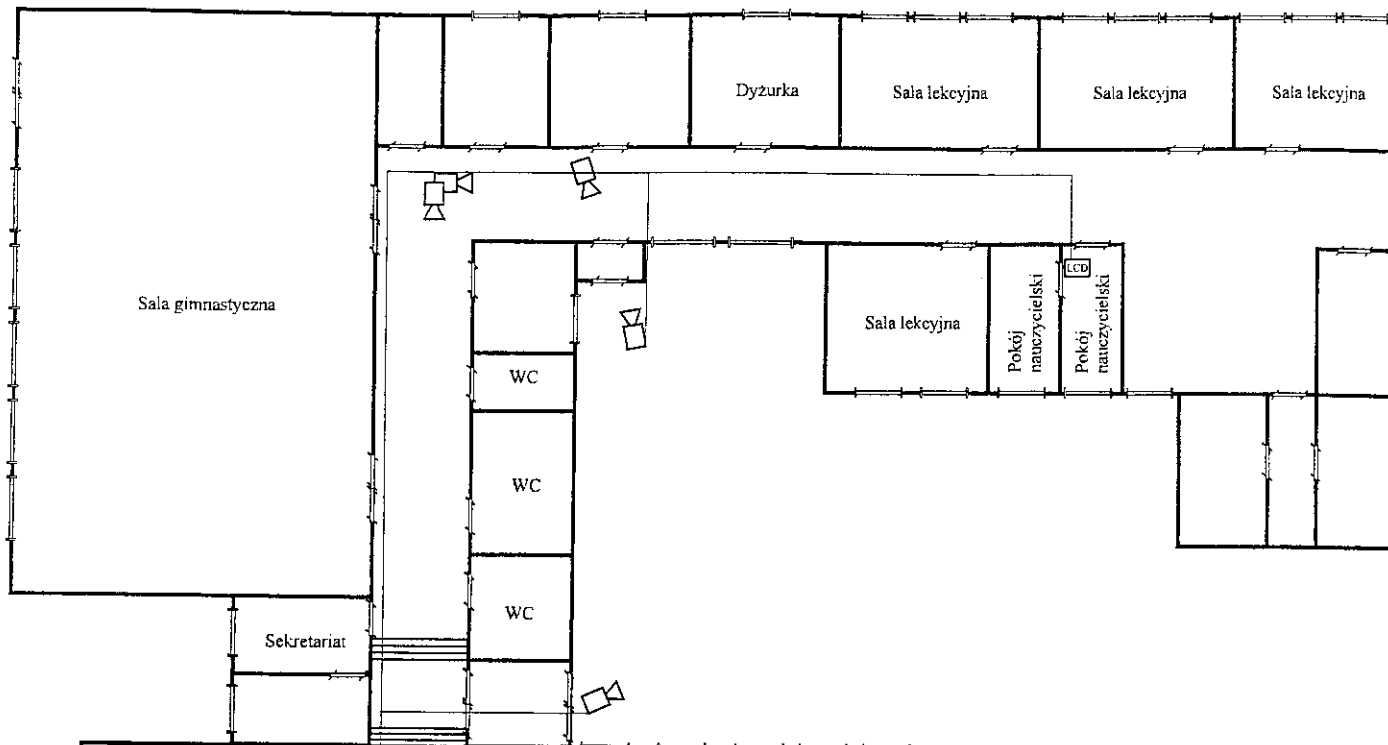 Dyżurka
Sala lekcyjna
Sala lekcyjna
Sala lekcyjna
Sala gimnastyczna
LCD
Sala lekcyjna
Pokój
nauczycielski
Pokój
nauczycielski
WC
WC
WC
Sekretariat